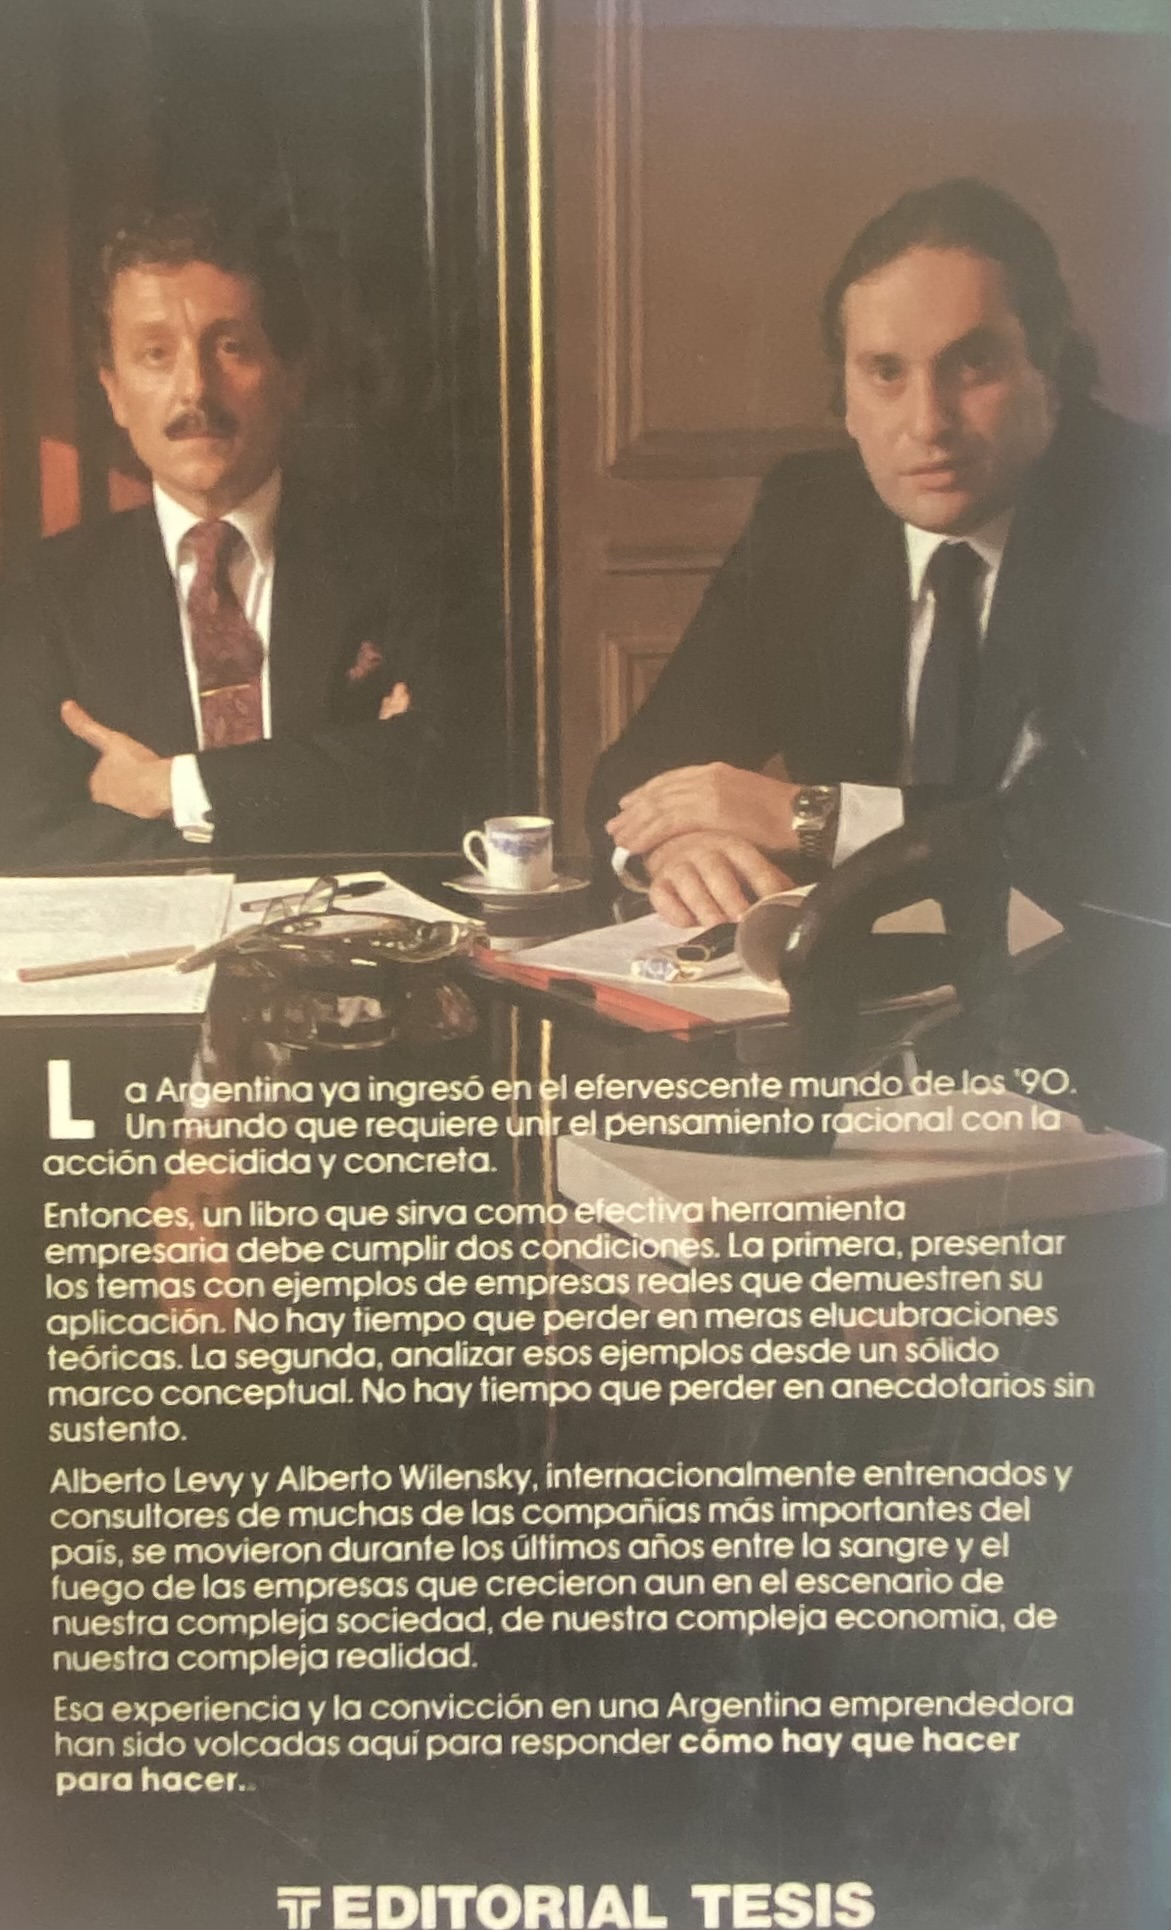 La Argentina ya ingresó en el efervescente mundo de los '90.
Un mundo que requiere unir el pensamiento racional con la
acción decidida y concreta.
Entonces, un libro que sirva como efectiva herramienta
empresaria debe cumplir dos condiciones. La primera, presentar
los temas con ejemplos de empresas reales que demuestren su
aplicación. No hay tiempo que perder en meras elucubraciones
teóricas. La segunda, analizar esos ejemplos desde un sólido
marco conceptual. No hay tiempo que perder en anecdotarios sin
sustento.
Alberto Levy y Alberto Wilensky, internacionalmente entrenados y
consultores de muchas de las compañías más importantes del
país, se movieron durante los últimos años entre la sangre y el
fuego de las empresas que crecieron aun en el escenario de
nuestra compleja sociedad, de nuestra compleja economía, de
nuestra compleja realidad.
Esa experiencia y la convicción en una Argentina emprendedora
han sido volcadas aquí para responder cómo hay que hacer
para hacer...
EDITORIAL TESIS